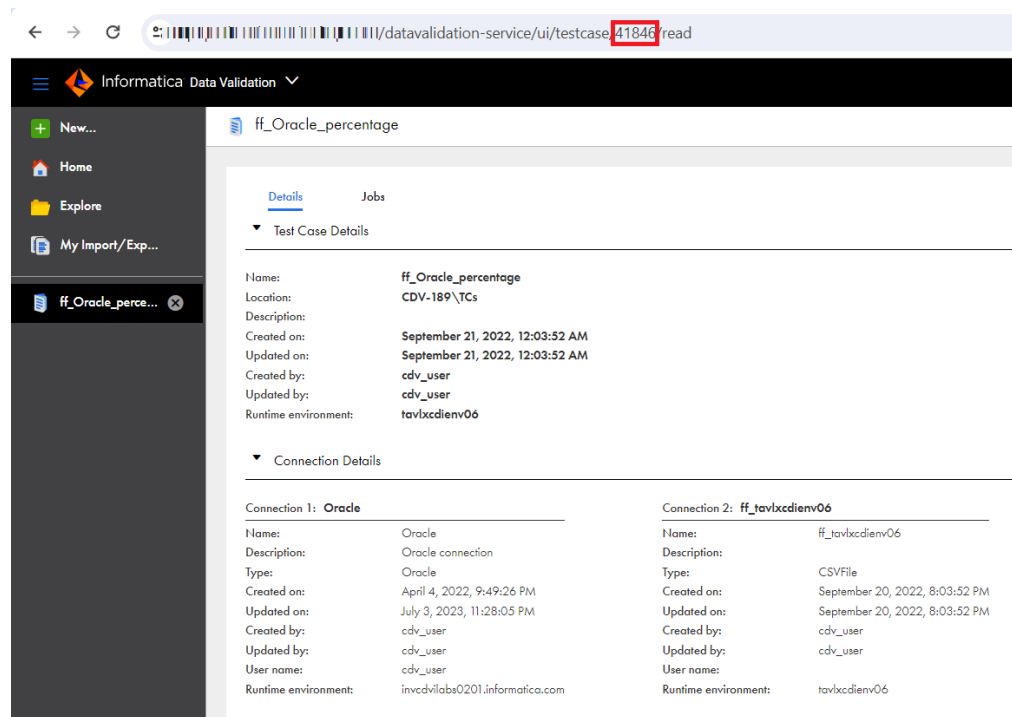 /datavalidation-service/ui/testcase/41846/read
Informatica Data Validation
New...
ff_Oracle_percentage
Home
Explore
My Import/Exp...
ff_Oracle_perce...
Details Jobs
Test Case Details
Name: ff_Oracle_percentage
Location: CDV-189\TCs
Description:
Created on: September 21, 2022, 12:03:52 AM
Updated on: September 21, 2022, 12:03:52 AM
Created by: cdv_user
Updated by: cdv_user
Runtime environment: tavlxcdienv06
Connection Details
Connection 1: Oracle
Name: Oracle
Description: Oracle connection
Type: Oracle
Created on: April 4, 2022, 9:49:26 PM
Updated on: July 3, 2023, 11:28:05 PM
Created by: cdv_user
Updated by: cdv_user
User name: cdv_user
Runtime environment: invcdvilabs0201.informatica.com
Connection 2: ff_tavlxcdienv06
Name: ff_tavlxcdienv06
Description:
Type: CSVFile
Created on: September 20, 2022, 8:03:52 PM
Updated on: September 20, 2022, 8:03:52 PM
Created by: cdv_user
Updated by: cdv_user
User name:
Runtime environment: tavlxcdienv06